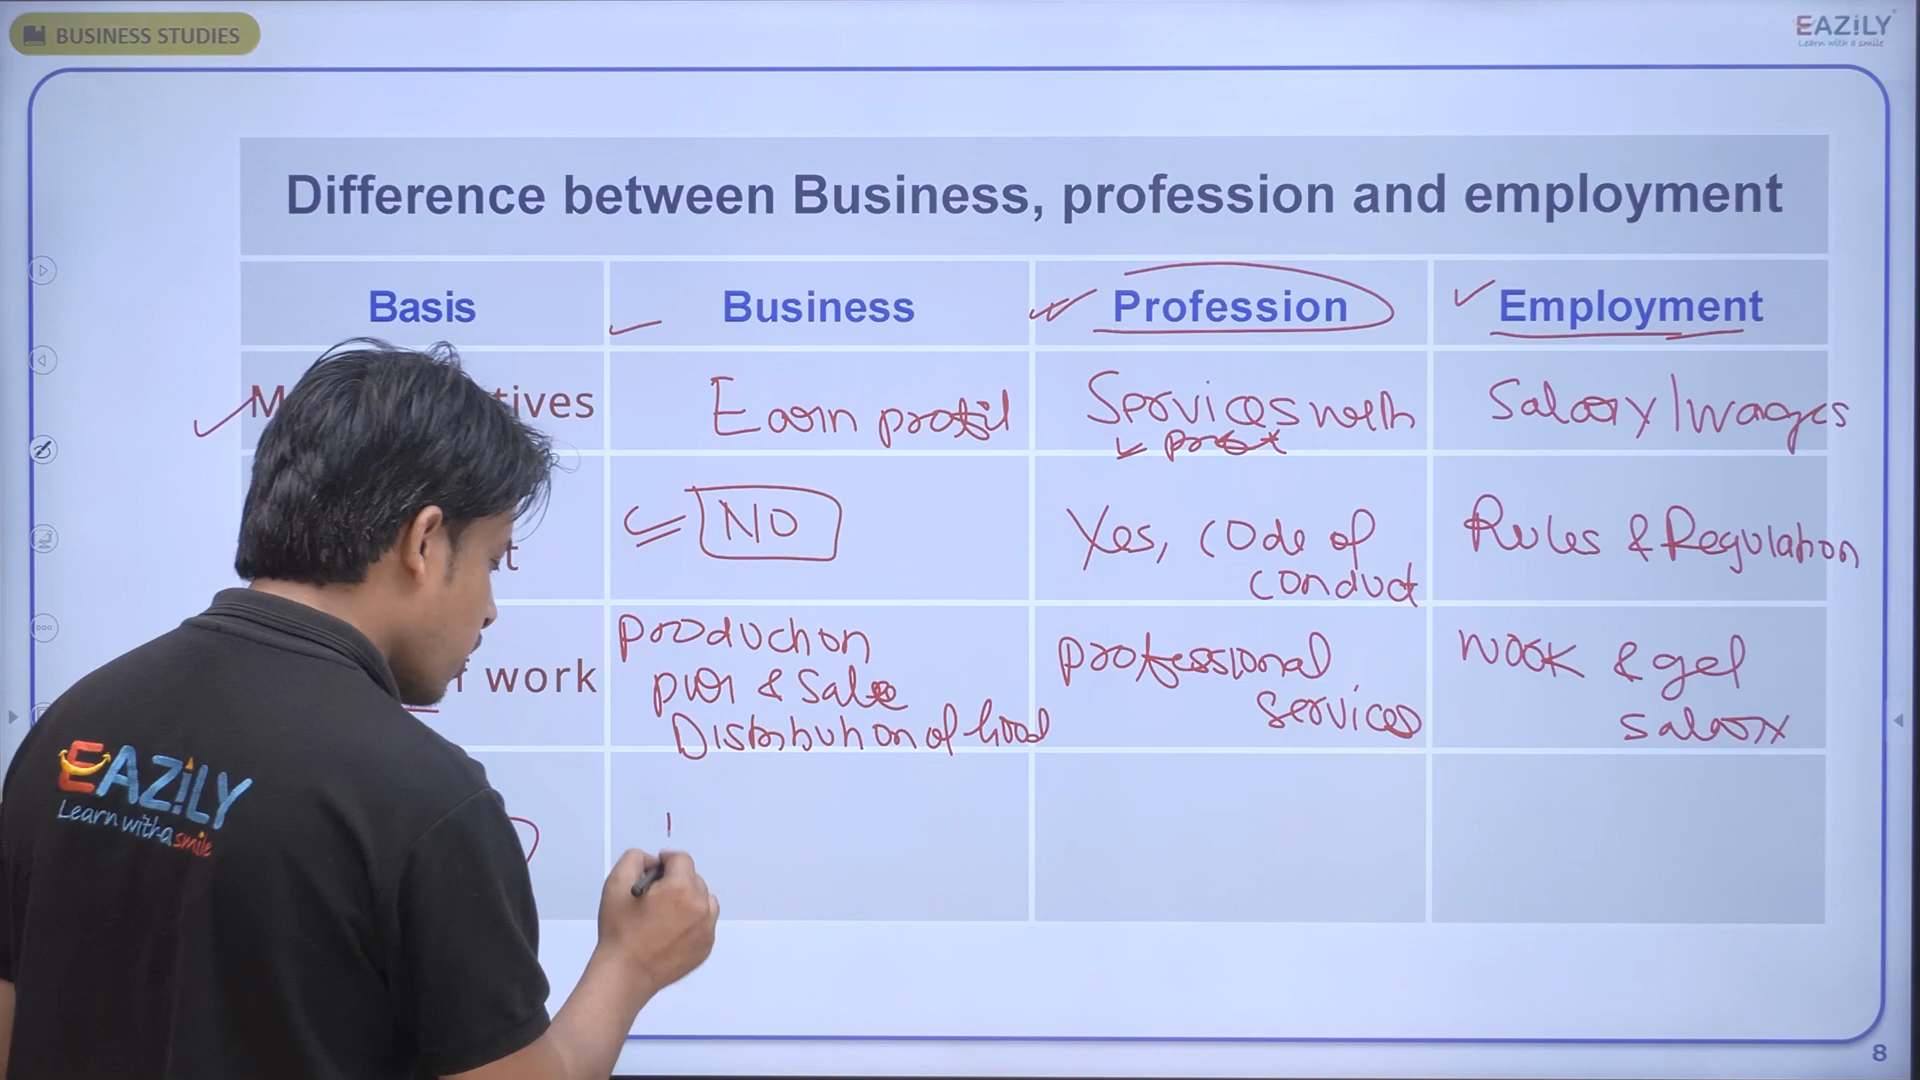 BUSINESS STUDIES
EAZiLY
Learn with a smile
Difference between Business, profession and employment
Basis Business Profession Employment
tives Earn profit Services with Salary/wages
profit
NO Yes, code of Rules & Regulation
t conduct
f work Production Professional work & get
pur & Sale services salary
Distribution of Good
EAZiLY
Learn with a smile
8